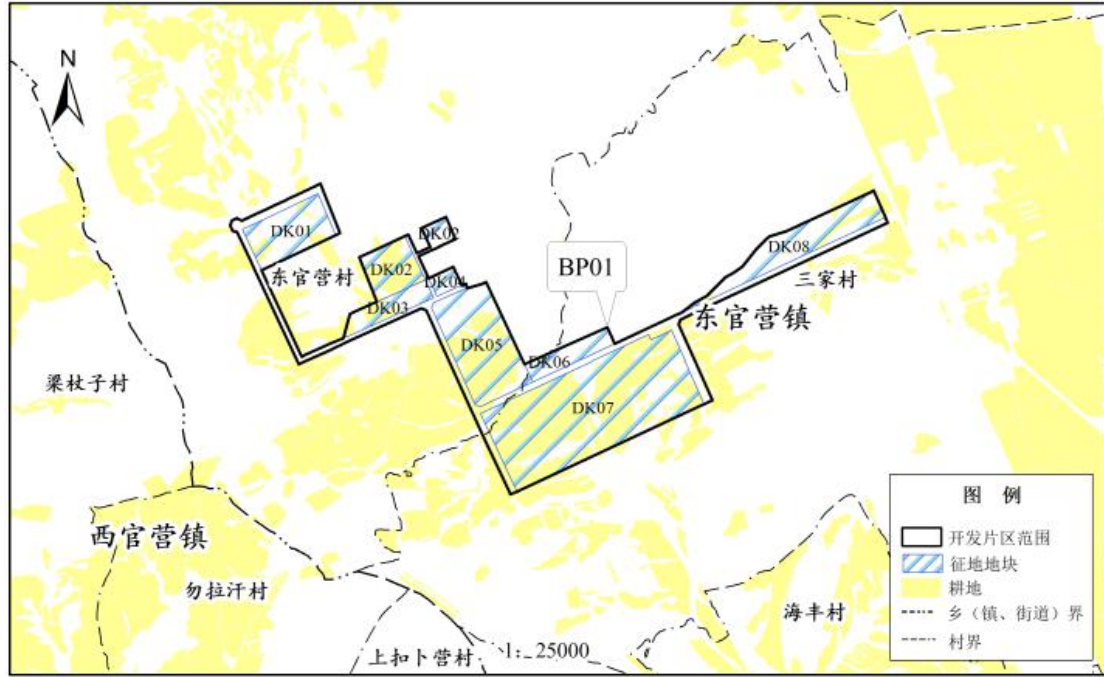 N
DK01
DK02
DK02
东官营村
DK04
DK03
BP01
DK08
三家村
东官营镇
DK05
DK06
DK07
梁杖子村
西官营镇
勿拉汗村
上扣卜营村
1：25000
海丰村
图 例
开发片区范围
征地地块
耕地
乡（镇、街道）界
村界